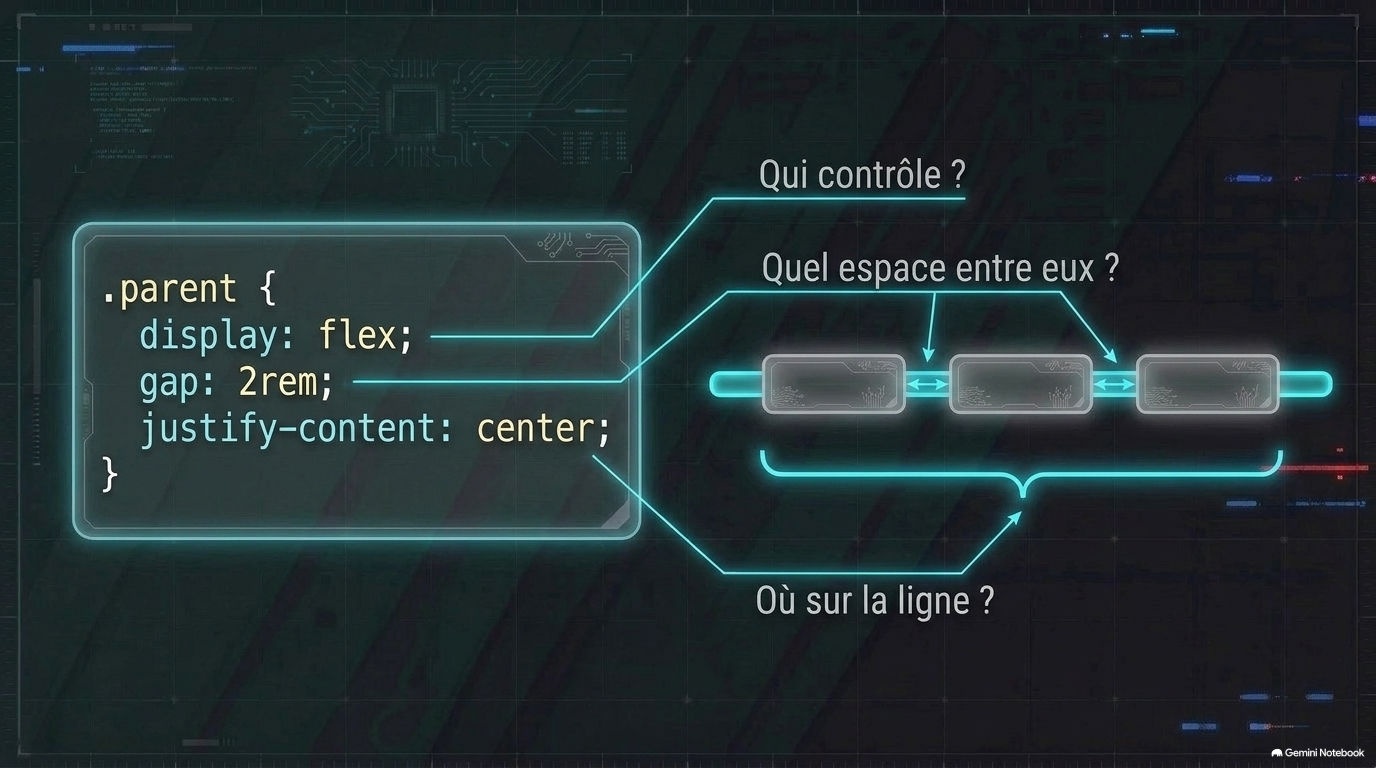 Qui contrôle ?
Quel espace entre eux ?
.parent {
display: flex;
gap: 2rem;
justify-content: center;
}
Où sur la ligne ?
Gemini Notebook